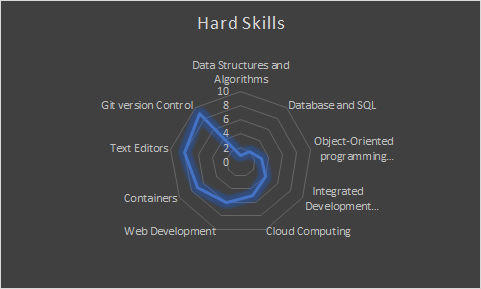 Hard Skills
Data Structures and
Algorithms
10
8
6
4
2
0
Git version Control
Database and SQL
Text Editors
Object-Oriented
programming...
Containers
Integrated
Development...
Web Development
Cloud Computing